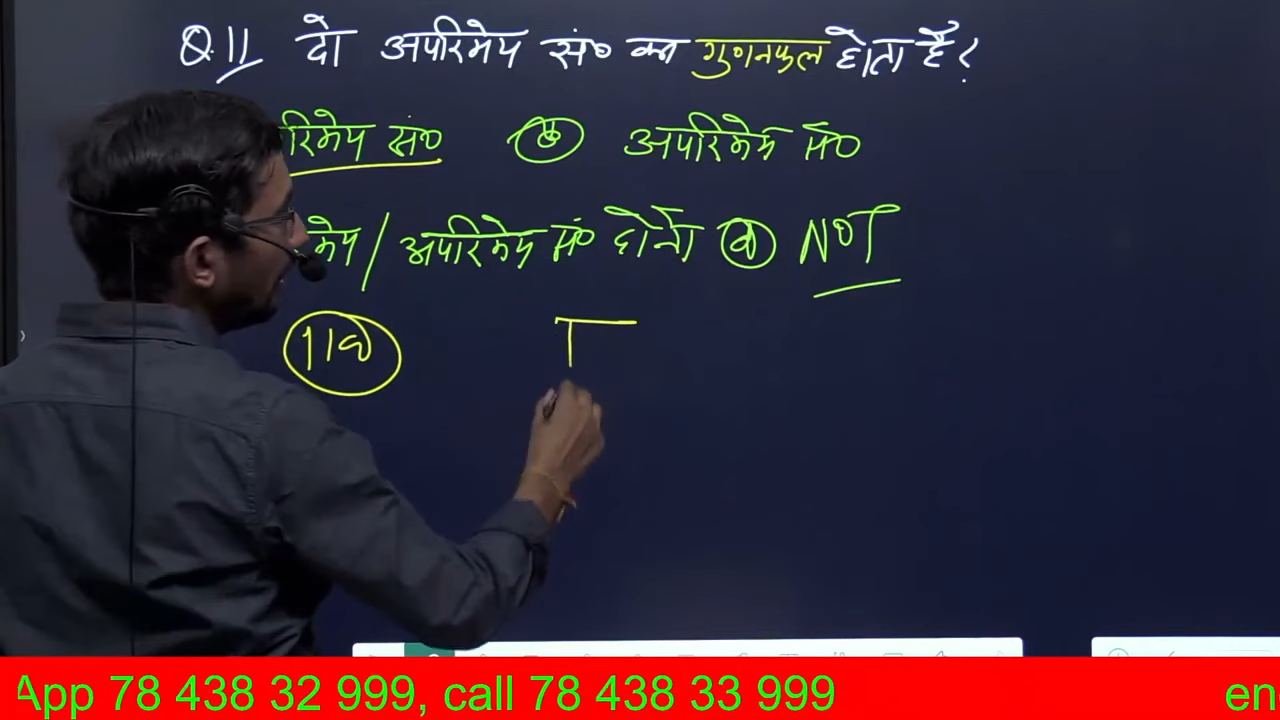 Q.11 दो अपरिमेय सं० का गुणनफल होता है?
रिमेय सं० b अपरिमेय सं०
मेय/अपरिमेय सं० दोनों d NOT
App 78 438 32 999, call 78 438 33 999 en